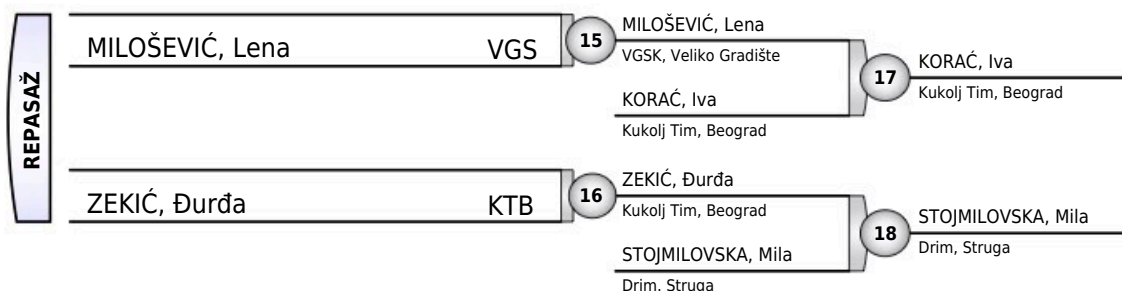 REPASAŽ
MILOŠEVIĆ, Lena VGS
15
MILOŠEVIĆ, Lena
VGSK, Veliko Gradište
KORAĆ, Iva
Kukolj Tim, Beograd
17
KORAĆ, Iva
Kukolj Tim, Beograd
ZEKIĆ, Đurđa KTB
16
ZEKIĆ, Đurđa
Kukolj Tim, Beograd
STOJMILOVSKA, Mila
Drim, Struga
18
STOJMILOVSKA, Mila
Drim, Struga